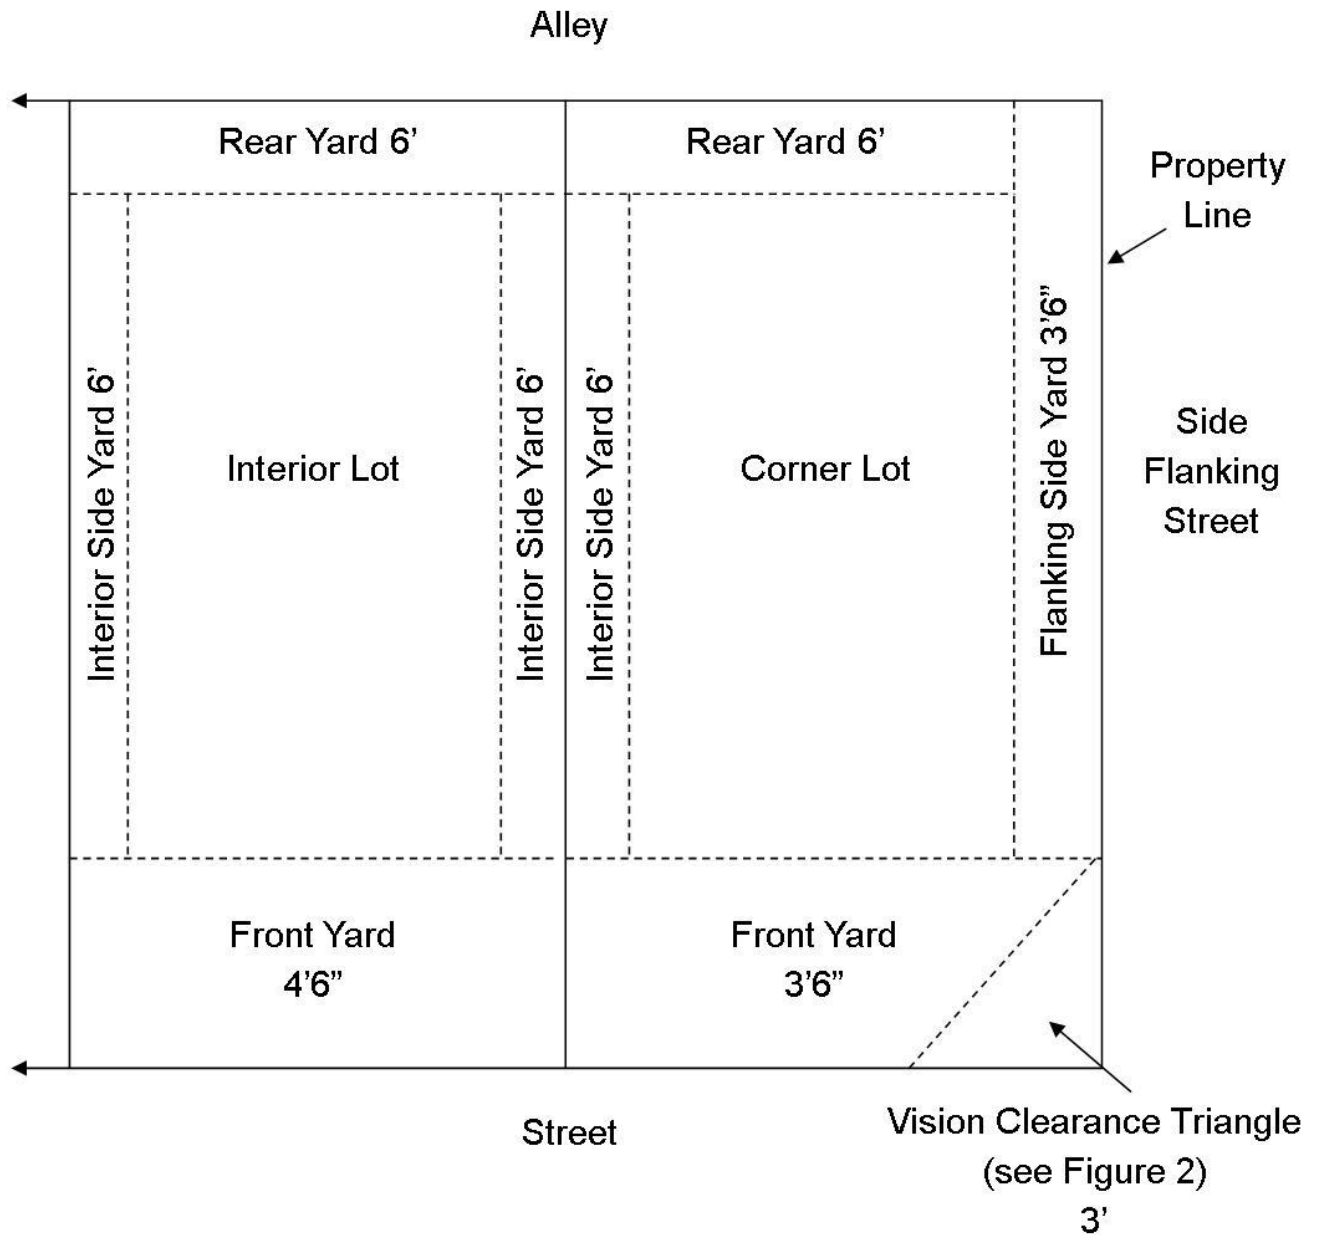 Alley
Rear Yard 6’
Rear Yard 6’
Property
Line
Interior Side Yard 6’
Interior Lot
Interior Side Yard 6’
Interior Side Yard 6’
Corner Lot
Flanking Side Yard 3’6”
Side
Flanking
Street
Front Yard
4’6”
Front Yard
3’6”
Street
Vision Clearance Triangle
(see Figure 2)
3’